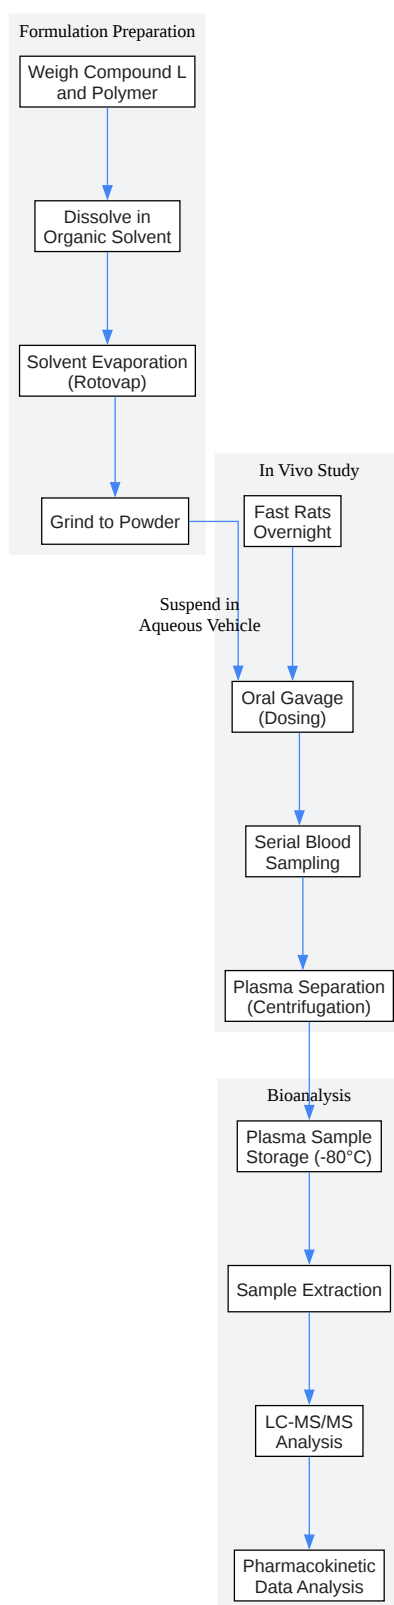 Formulation Preparation
Weigh Compound L
and Polymer
Dissolve in
Organic Solvent
Solvent Evaporation
(Rotovap)
Grind to Powder
In Vivo Study
Fast Rats
Overnight
Suspend in
Aqueous Vehicle
Oral Gavage
(Dosing)
Serial Blood
Sampling
Plasma Separation
(Centrifugation)
Bioanalysis
Plasma Sample
Storage (-80°C)
Sample Extraction
LC-MS/MS
Analysis
Pharmacokinetic
Data Analysis